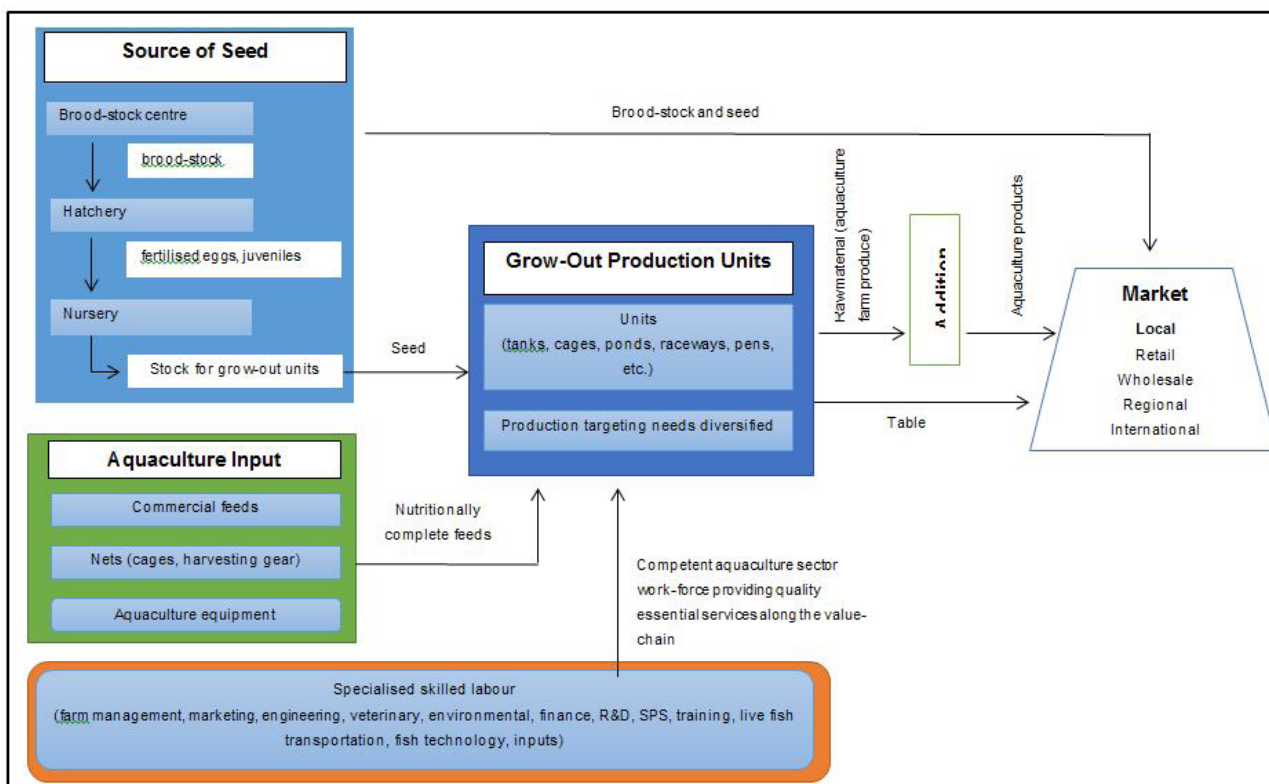 Source of Seed
Brood-stock centre
brood-stock
Hatchery
fertilised eggs, juveniles
Nursery
Stock for grow-out units
Seed
Brood-stock and seed
Aquaculture Input
Commercial feeds
Nets (cages, harvesting gear)
Aquaculture equipment
Nutritionally
complete feeds
Grow-Out Production Units
Units
(tanks, cages, ponds, raceways, pens,
etc.)
Production targeting needs diversified
Rawmaterial (aquaculture
farm produce)
Addition
Aquaculture products
Table
Market
Local
Retail
Wholesale
Regional
International
Competent aquaculture sector
work-force providing quality
essential services along the value-
chain
Specialised skilled labour
(farm management, marketing, engineering, veterinary, environmental, finance, R&D, SPS, training, live fish
transportation, fish technology, inputs)